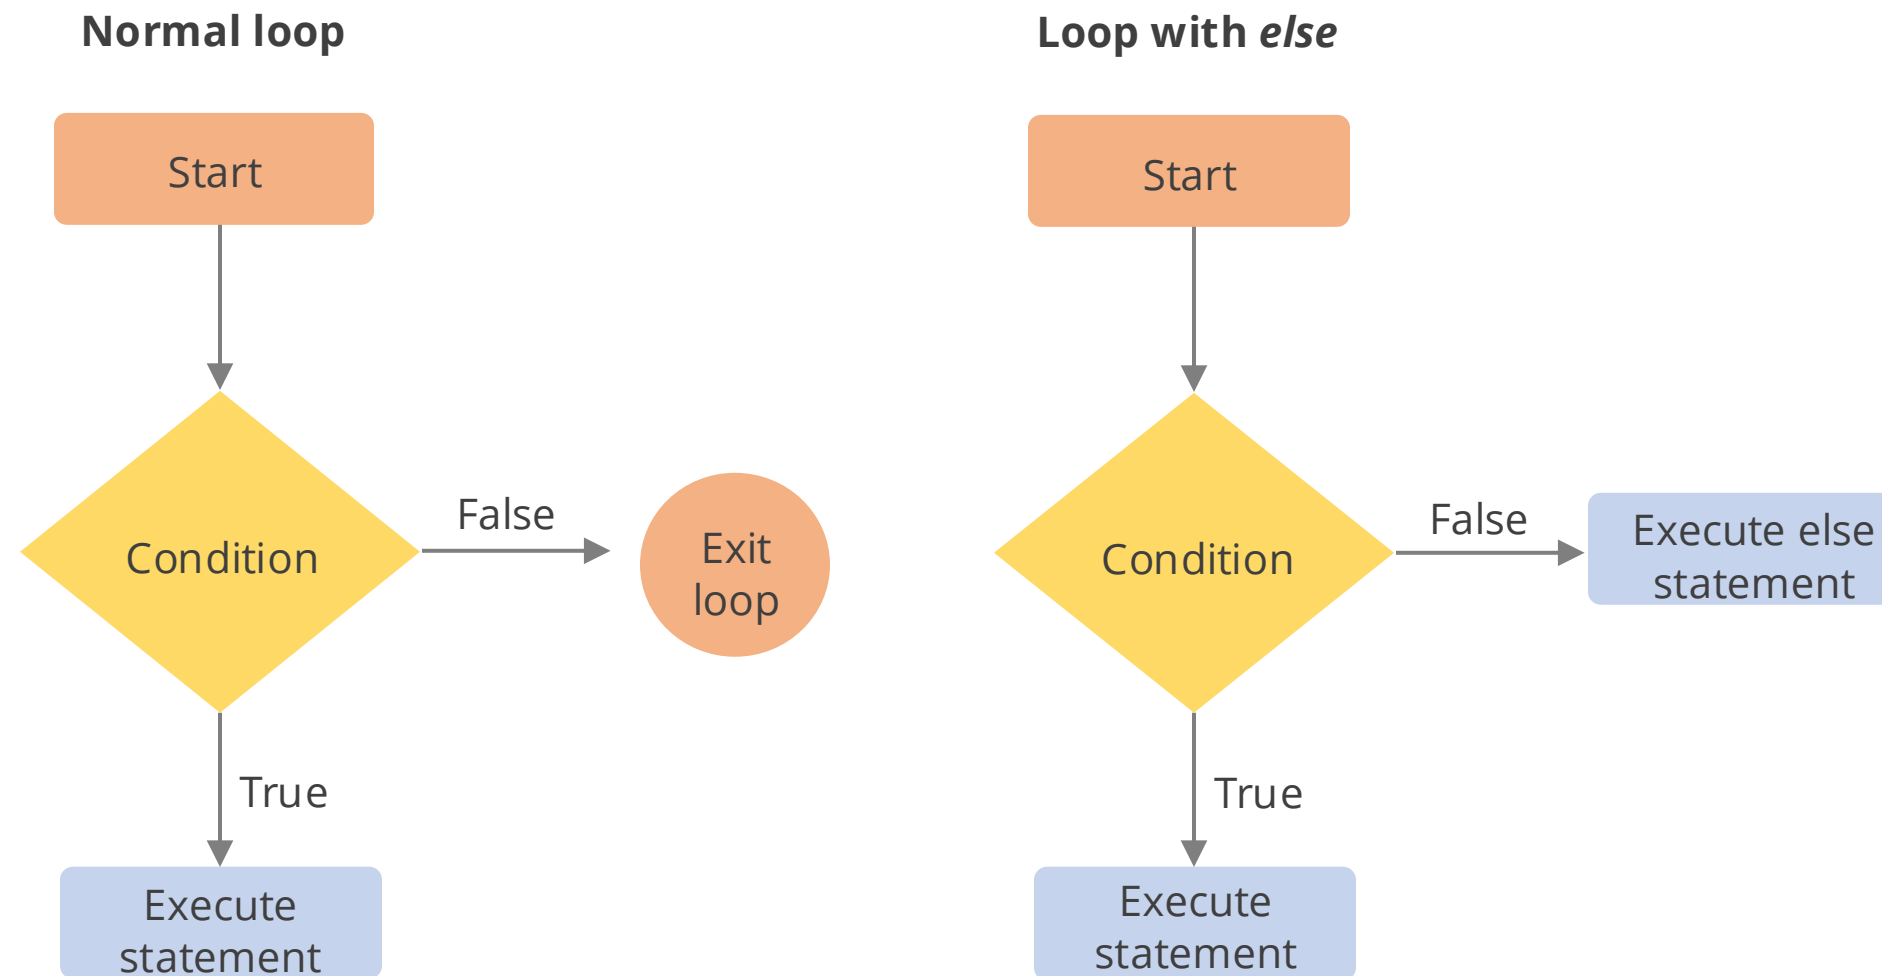 Normal loop
Start
Condition
False
Exit
loop
True
Execute
statement
Loop with else
Start
Condition
False
Execute else
statement
True
Execute
statement